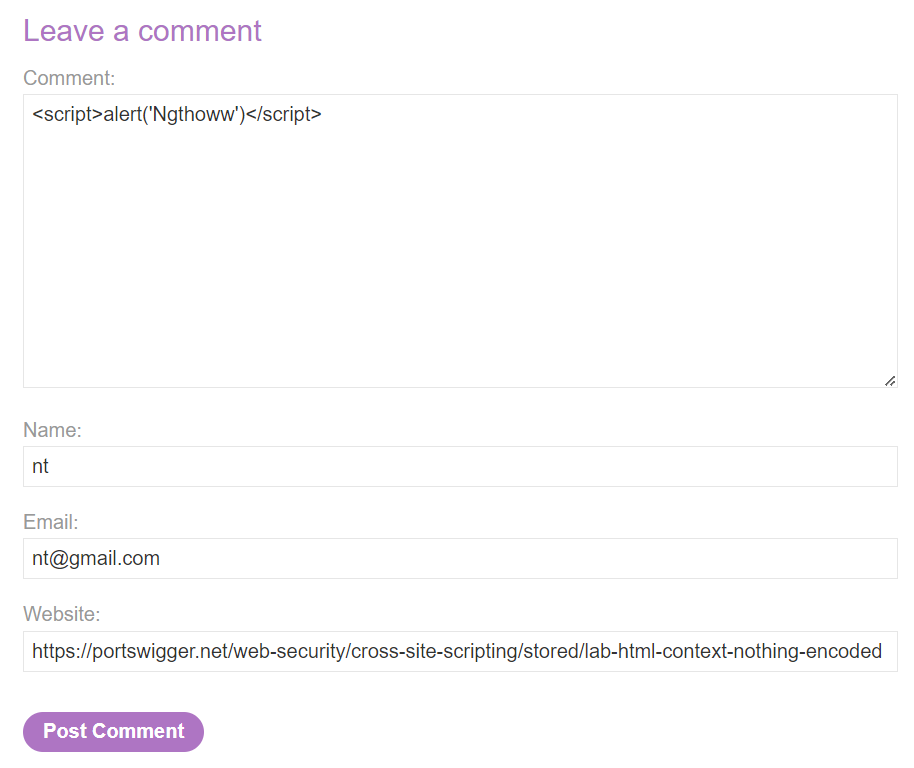 Leave a comment
Comment:
<script>alert('Ngthoww')</script>
Name:
nt
Email:
nt@gmail.com
Website:
https://portswigger.net/web-security/cross-site-scripting/stored/lab-html-context-nothing-encoded
Post Comment